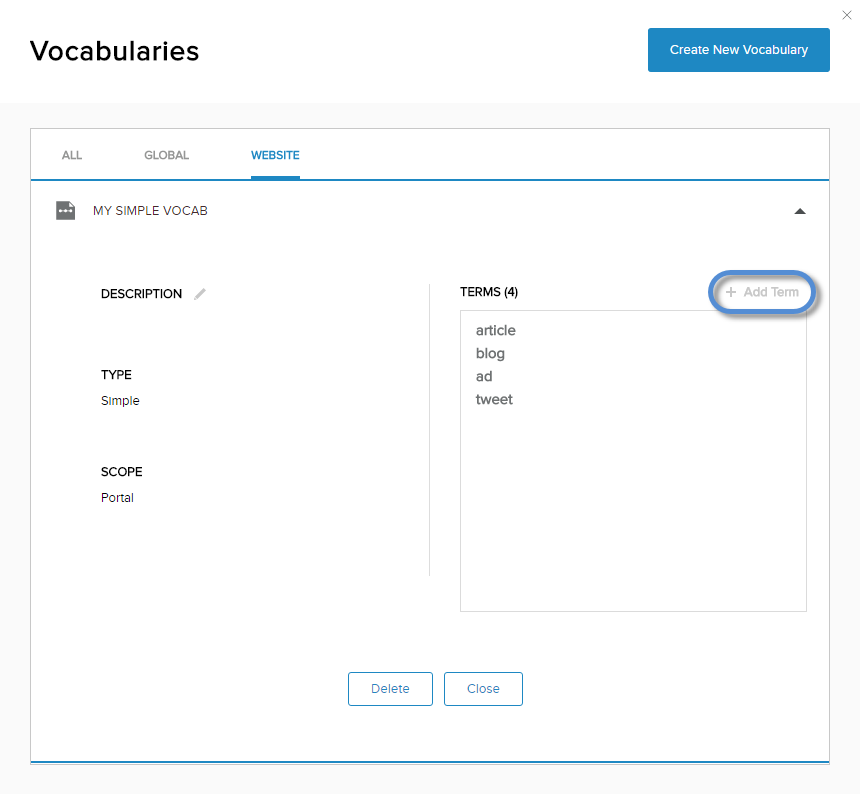 Vocabularies
Create New Vocabulary
ALL
GLOBAL
WEBSITE
MY SIMPLE VOCAB
DESCRIPTION
TYPE
Simple
SCOPE
Portal
TERMS (4)
+ Add Term
article
blog
ad
tweet
Delete
Close